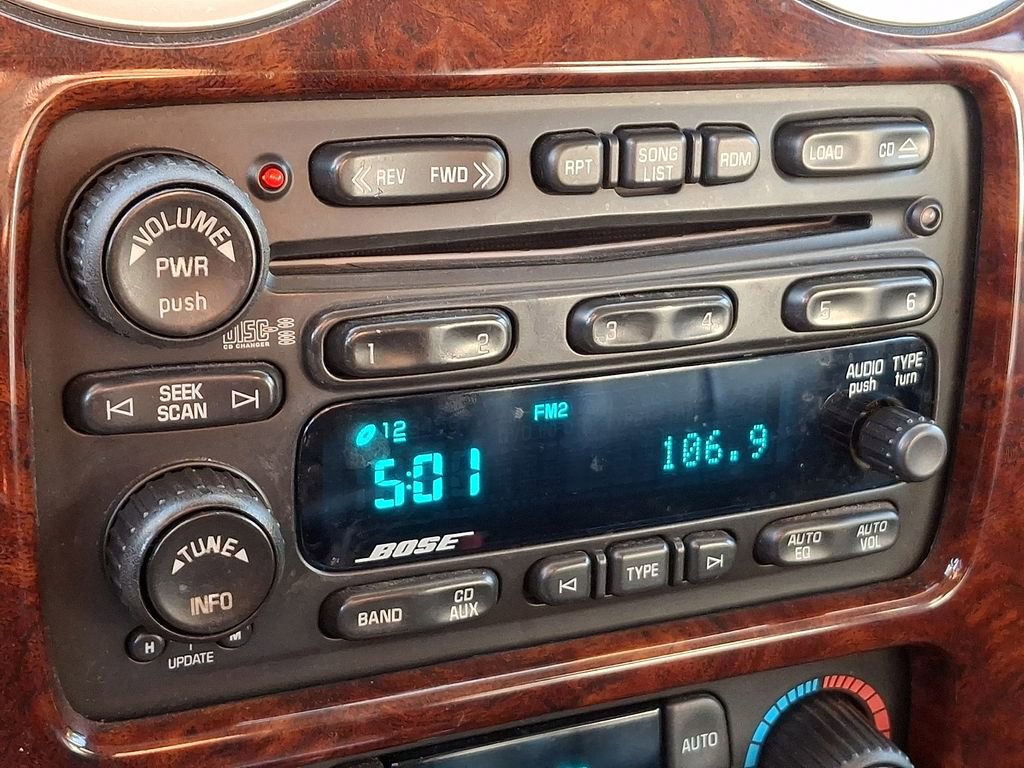 REV FWD
RPT
SONG
LIST
RDM
LOAD CD
VOLUME
PWR
push
DISC
CD CHANGER
1 2
3 4
5 6
SEEK
SCAN
AUDIO TYPE
push turn
12
FM2
5:01
106.9
BOSE
TUNE
INFO
H M
UPDATE
BAND
CD
AUX
TYPE
AUTO
EQ
AUTO
VOL
AUTO